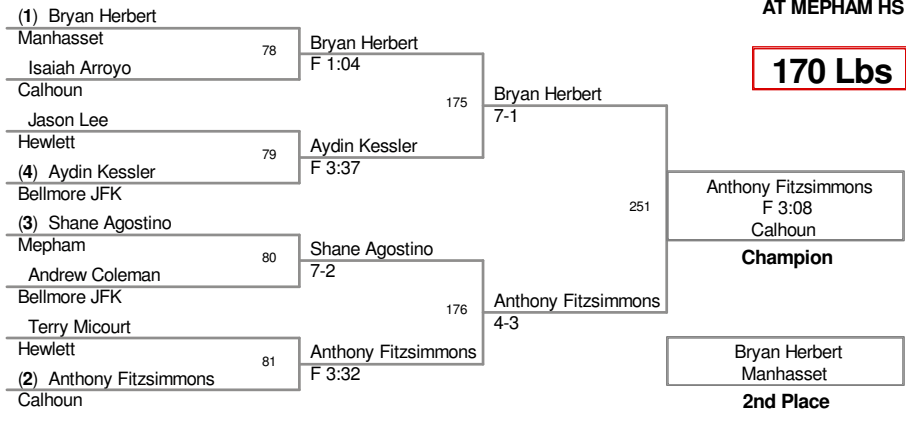 AT MEPHAM HS
170 Lbs
(1) Bryan Herbert
Manhasset
78
Isaiah Arroyo
Calhoun
Bryan Herbert
F 1:04
Jason Lee
Hewlett
79
(4) Aydin Kessler
Bellmore JFK
Aydin Kessler
F 3:37
175
Bryan Herbert
7-1
(3) Shane Agostino
Mepham
80
Andrew Coleman
Bellmore JFK
Shane Agostino
7-2
Terry Micourt
Hewlett
81
(2) Anthony Fitzsimmons
Calhoun
Anthony Fitzsimmons
F 3:32
176
Anthony Fitzsimmons
4-3
251
Anthony Fitzsimmons
F 3:08
Calhoun
Champion
Bryan Herbert
Manhasset
2nd Place